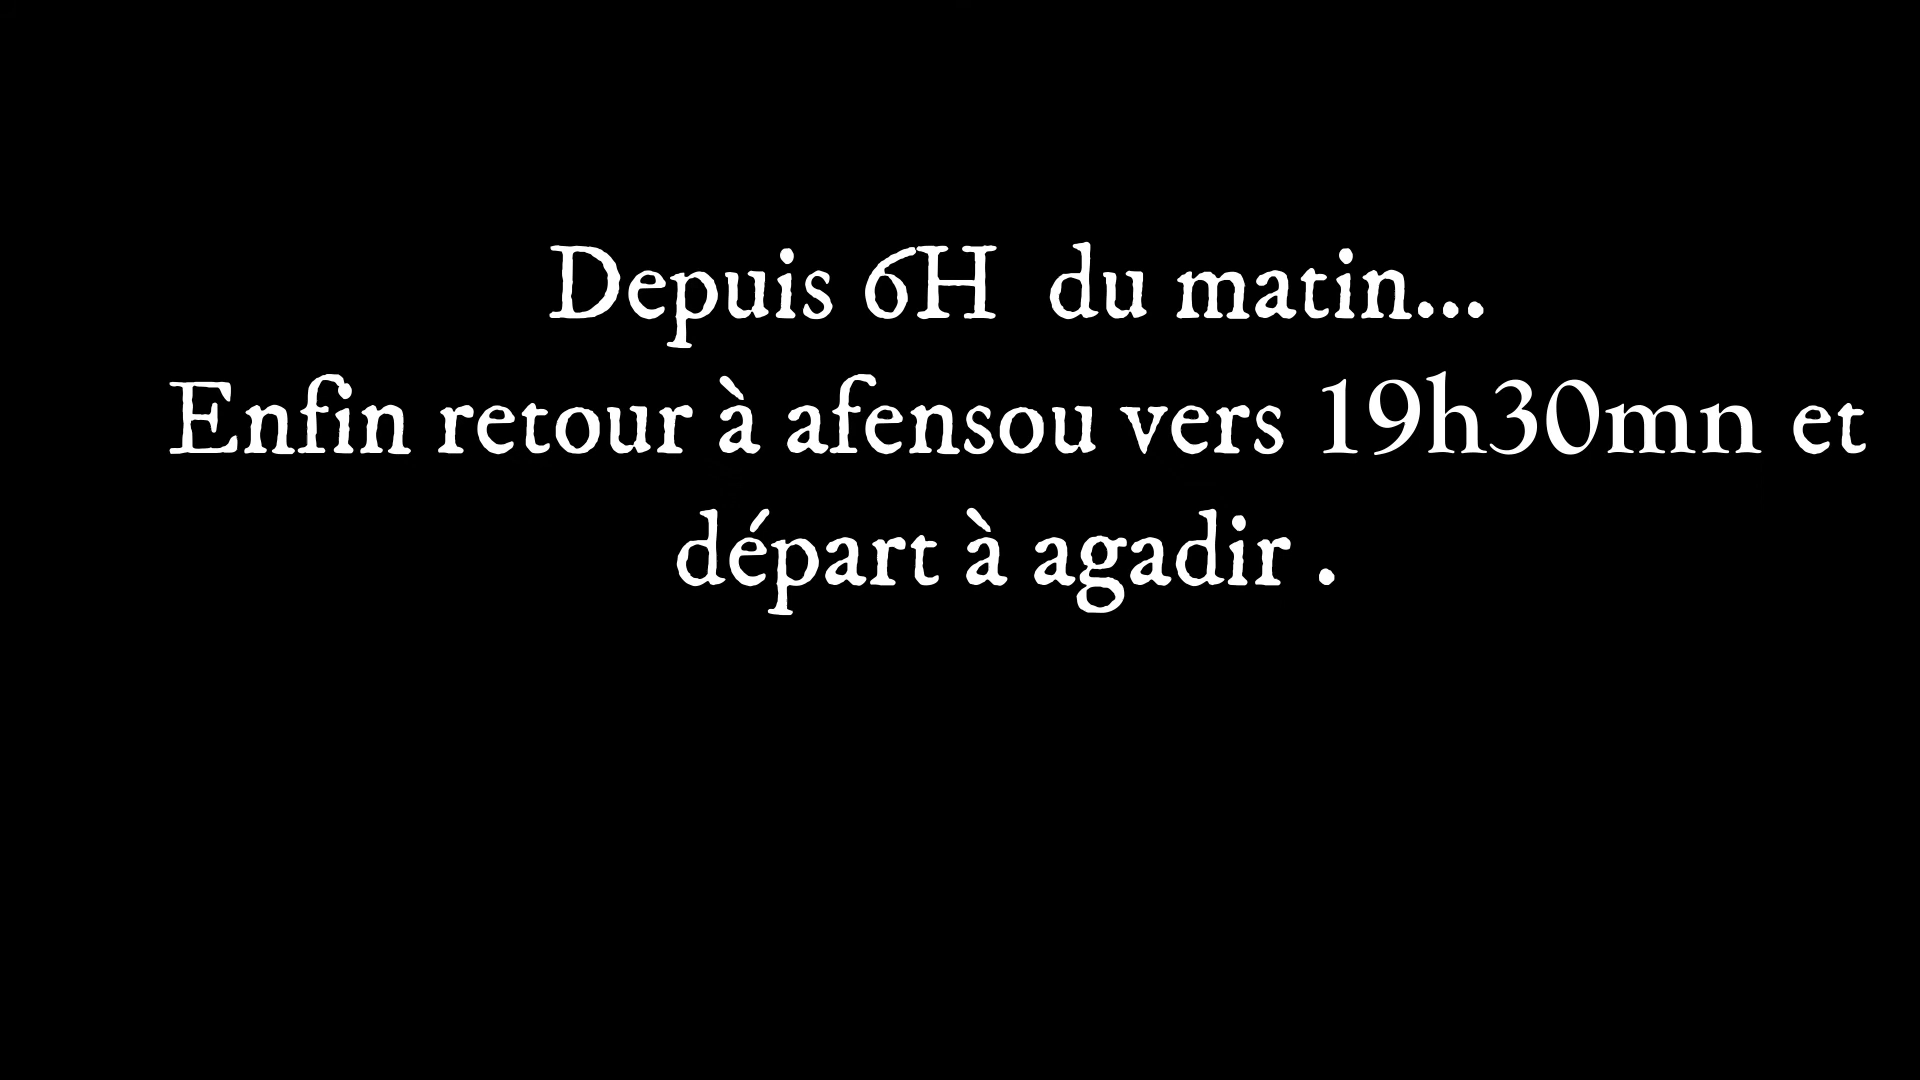 Depuis 6H  du matin...
Enfin retour à afensou vers 19h30mn et
départ à agadir .